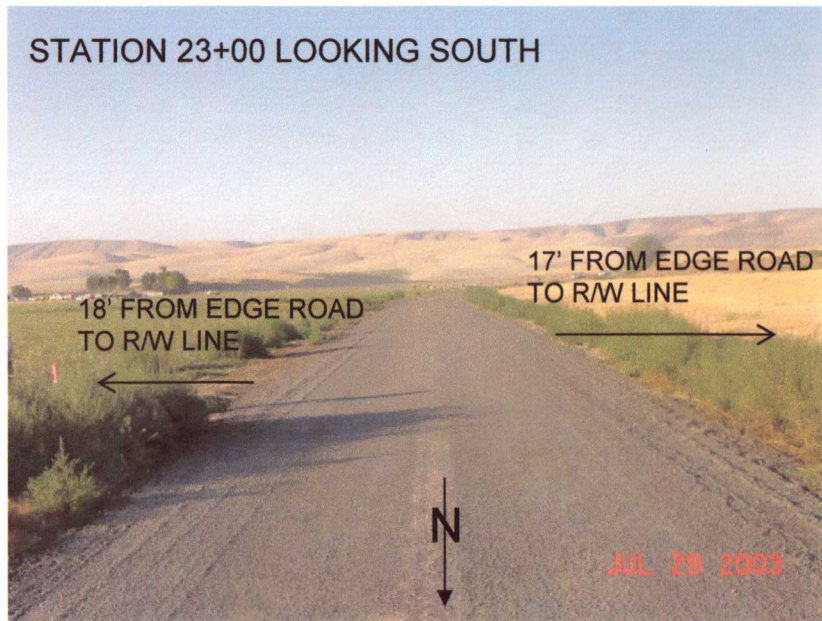 STATION 23+00 LOOKING SOUTH
17' FROM EDGE ROAD
TO R/W LINE
18' FROM EDGE ROAD
TO R/W LINE
N
JUL 29 2003